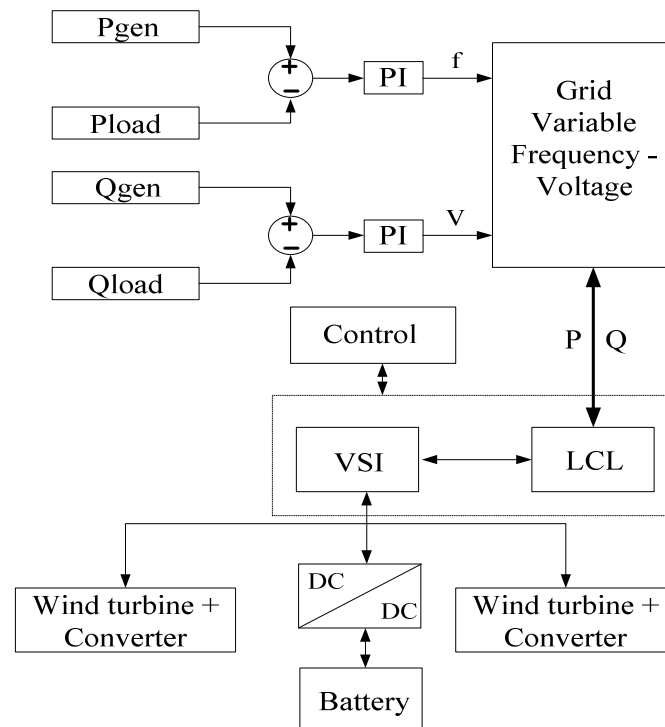 Pgen
+
−
Pload
PI
f
Grid
Variable
Frequency -
Voltage
Qgen
+
−
Qload
PI
V
Control
P
Q
VSI
LCL
Wind turbine +
Converter
DC
DC
Wind turbine +
Converter
Battery